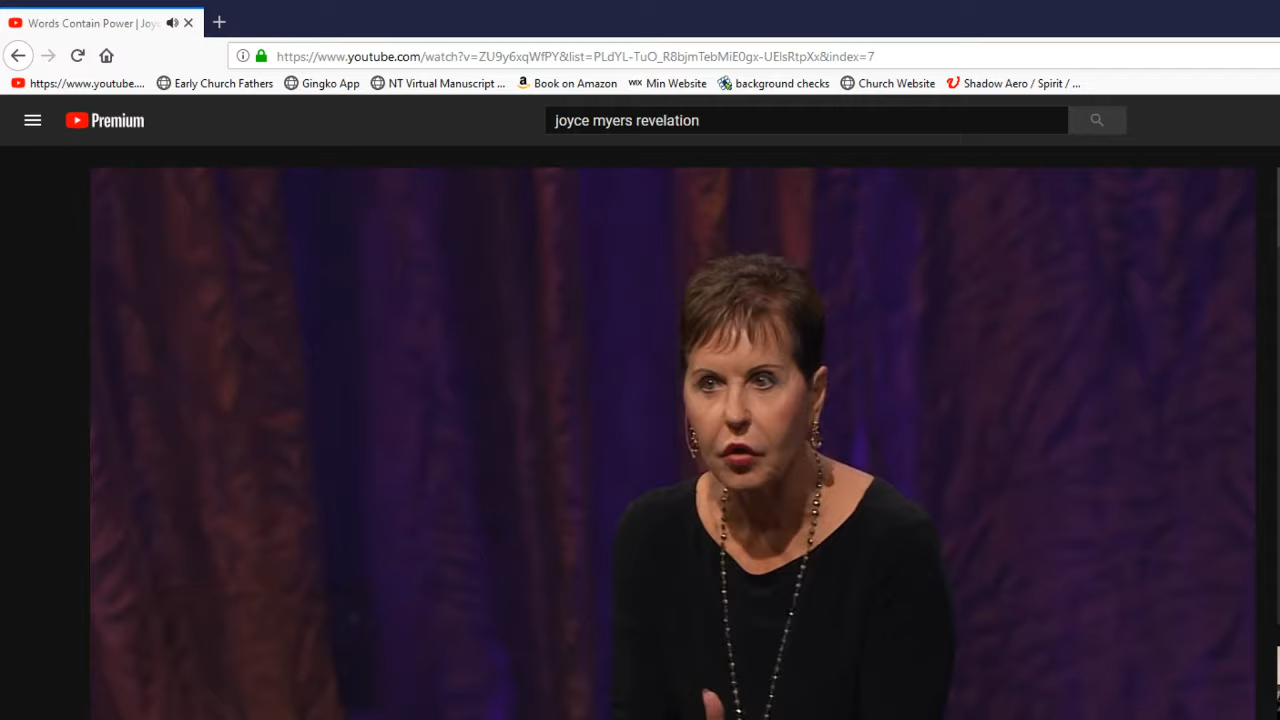 Words Contain Power | Joyc
https://www.youtube.com/watch?v=ZU9y6xqWfPY&list=PLdYL-TuO_R8bjmTebMiE0gx-UEIsRtpXx&index=7
https://www.youtube.... Early Church Fathers Gingko App NT Virtual Manuscript ... a Book on Amazon WIX Min Website background checks Church Website Shadow Aero / Spirit / ...
Premium joyce myers revelation